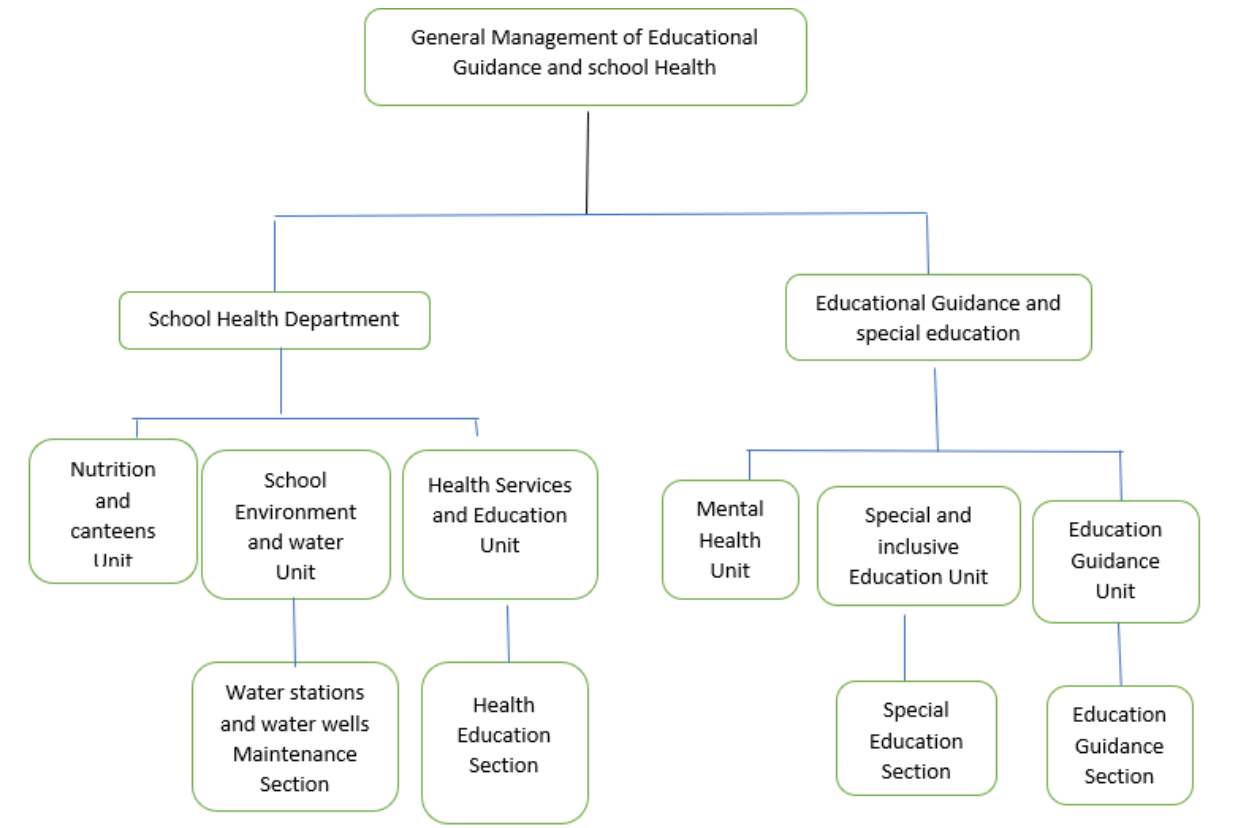 General Management of Educational
Guidance and school Health
School Health Department
Educational Guidance and
special education
Nutrition
and
canteens
Unit
School
Environment
and water
Unit
Health Services
and Education
Unit
Mental
Health
Unit
Special and
inclusive
Education Unit
Education
Guidance
Unit
Water stations
and water wells
Maintenance
Section
Health
Education
Section
Special
Education
Section
Education
Guidance
Section